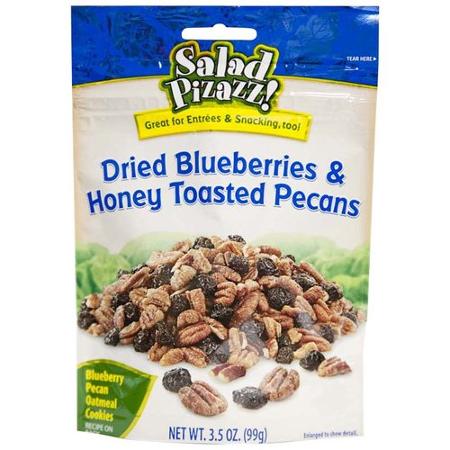 TEAR HERE
Salad
Pizazz!
Great for Entrées & Snacking, too!
Dried Blueberries &
Honey Toasted Pecans
Blueberry
Pecan
Oatmeal
Cookies
RECIPE ON
NET WT. 3.5 OZ. (99g)
Enlarged to show detail.